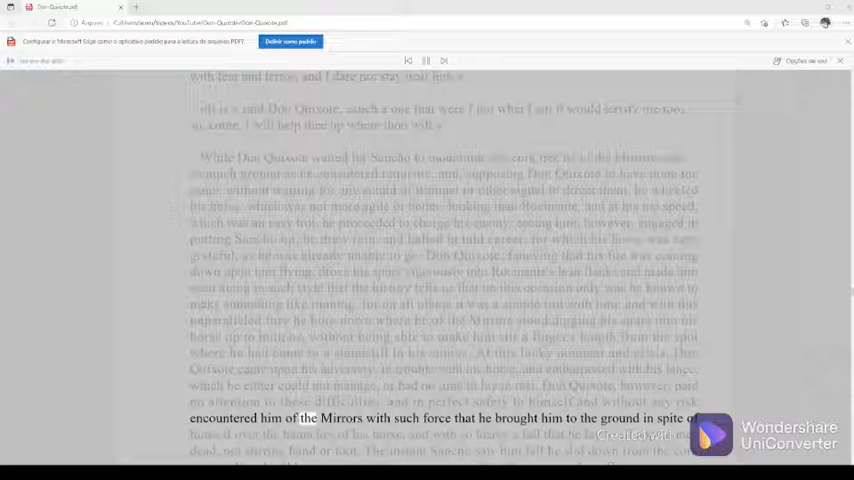 Don-Quixote.pdf
Arquivo C:/Users/
/Videos/YouTube/Don-Quixote/Don-Quixote.pdf
Configurar o Microsoft Edge como o aplicativo padrão para a leitura de arquivos PDF?
Definir como padrão
Opções de voz
with fear and terror, and I dare not stay near him.»
«It is,» said Don Quixote, «such a one that were I not what I am it would terrify me too;
so, come, I will help thee up where thou wilt.»
While Don Quixote waited for Sancho to mount of the Mirrors
as much ground as he considered requisite, and, supposing Don Quixote to have done the
same, without waiting for any sound of trumpet or other signal to direct them, he wheeled
his horse, which was not more agile or better-looking than Rocinante, and at his top speed,
which was an easy trot, he proceeded to charge his enemy; seeing him, however, engaged in
putting Sancho up, he drew rein, and halted in mid career, for which his horse was very
grateful, as he was already unable to go. Don Quixote, fancying that his foe was coming
down upon him flying, drove his spurs vigorously into Rocinante's lean flanks and made him
scud along in such style that the history tells us that on this occasion only was he known to
make something like running, for on all others it was a simple trot with him; and with this
unparalleled fury he bore down where he of the Mirrors stood digging his spurs into his
horse up to buttons, without being able to make him stir a finger's length from the spot
where he had come to a standstill in his course. At this lucky moment and crisis, Don
Quixote came upon his adversary, in trouble with his horse, and embarrassed with his lance,
which he either could not manage, or had no time to lay in rest. Don Quixote, however, paid
no attention to these difficulties, and in perfect safety to himself and without any risk
encountered him of the Mirrors with such force that he brought him to the ground in spite of
himself over the haunches of his horse, and with so heavy a fall that he
dead, not stirring hand or foot. The instant Sancho saw him fall he slid down from the cork
Created with
Wondershare
UniConverter